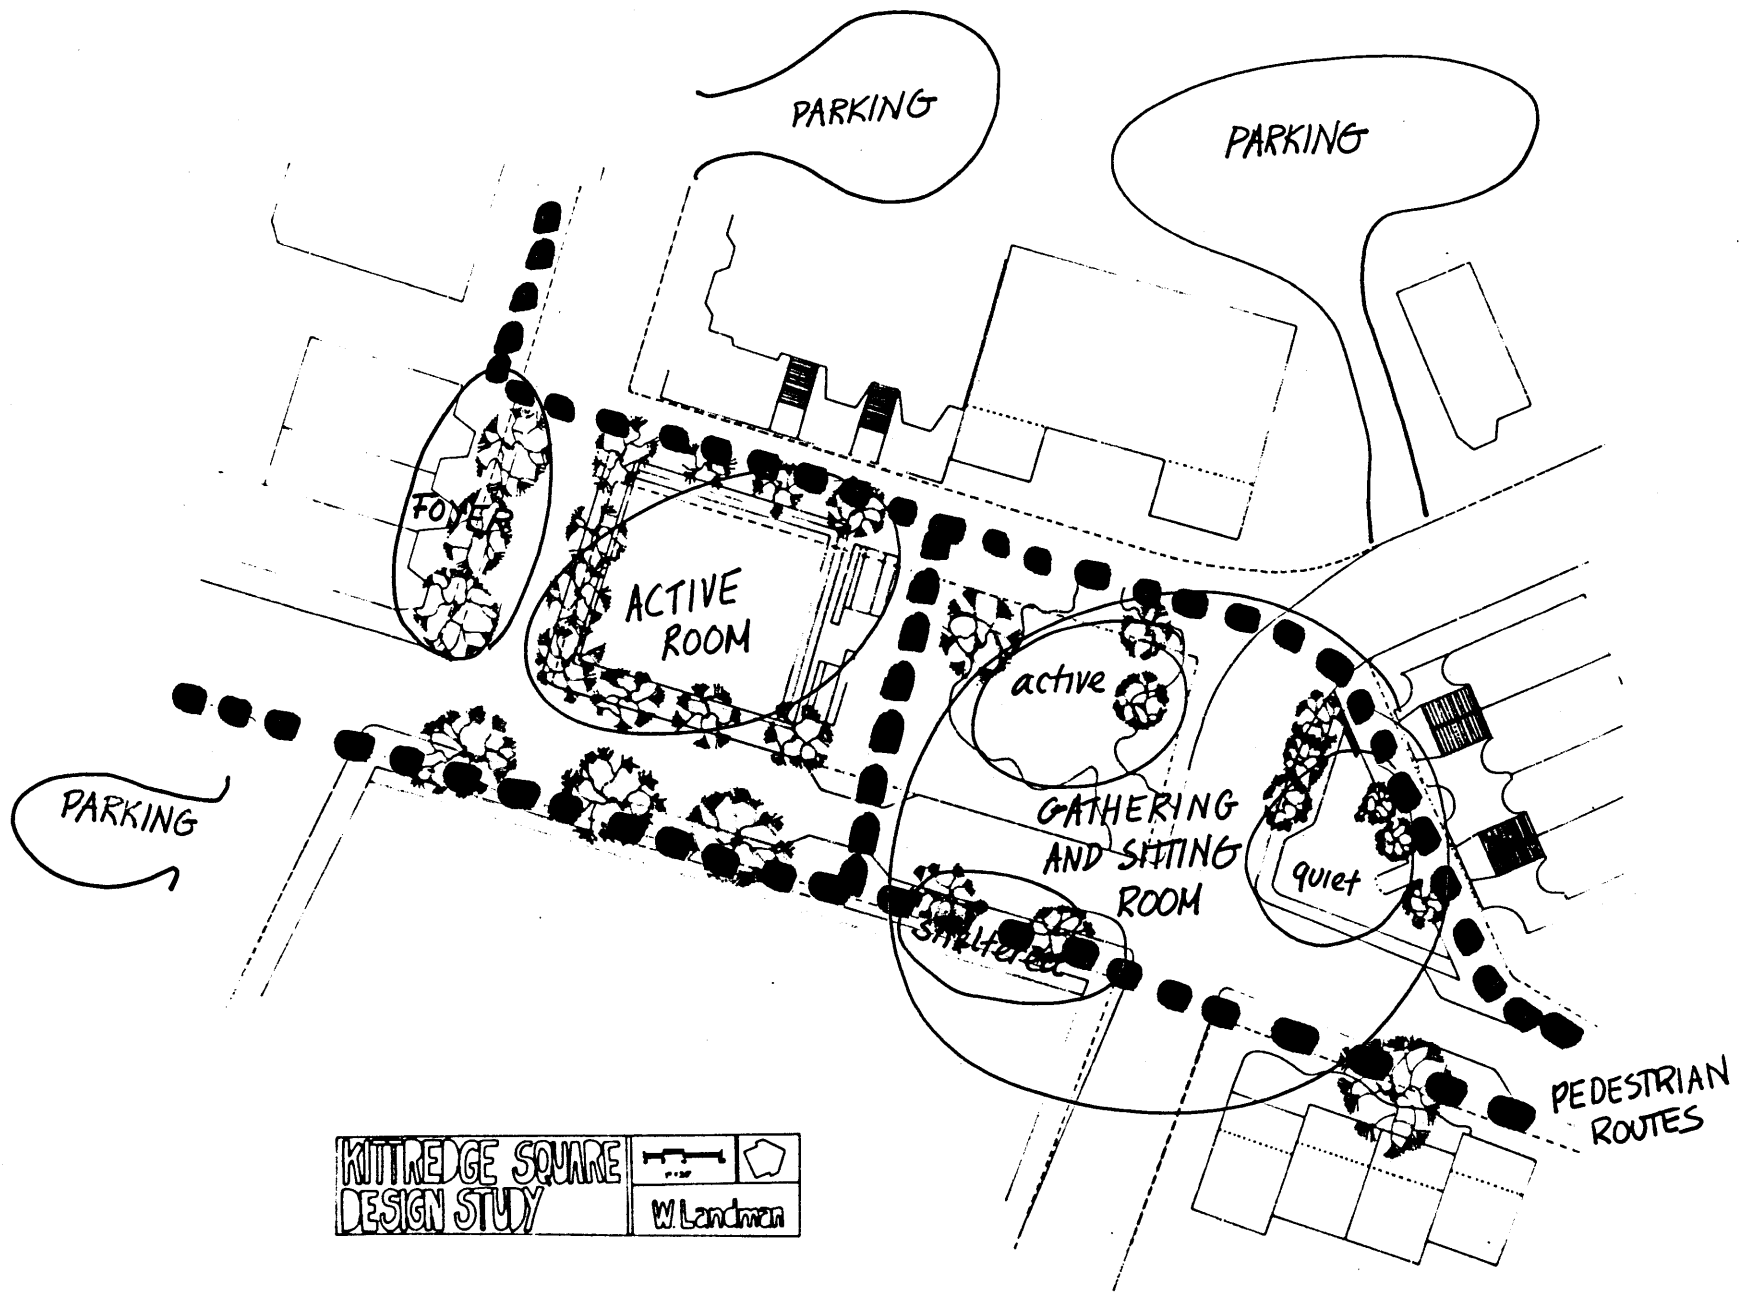 PARKING
PARKING
FOYER
ACTIVE
ROOM
active
PARKING
GATHERING
AND SITTING
ROOM
quiet
sheltered
PEDESTRIAN
ROUTES
KITTREDGE SQUARE
DESIGN STUDY
W. Landman